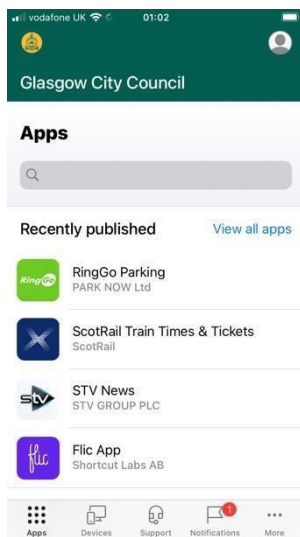 vodafone UK 01:02
Glasgow City Council
Apps
Recently published View all apps
RingGo
RingGo Parking
PARK NOW Ltd
ScotRail Train Times & Tickets
ScotRail
stv
STV News
STV GROUP PLC
flic
Flic App
Shortcut Labs AB
1
Apps Devices Support Notifications More